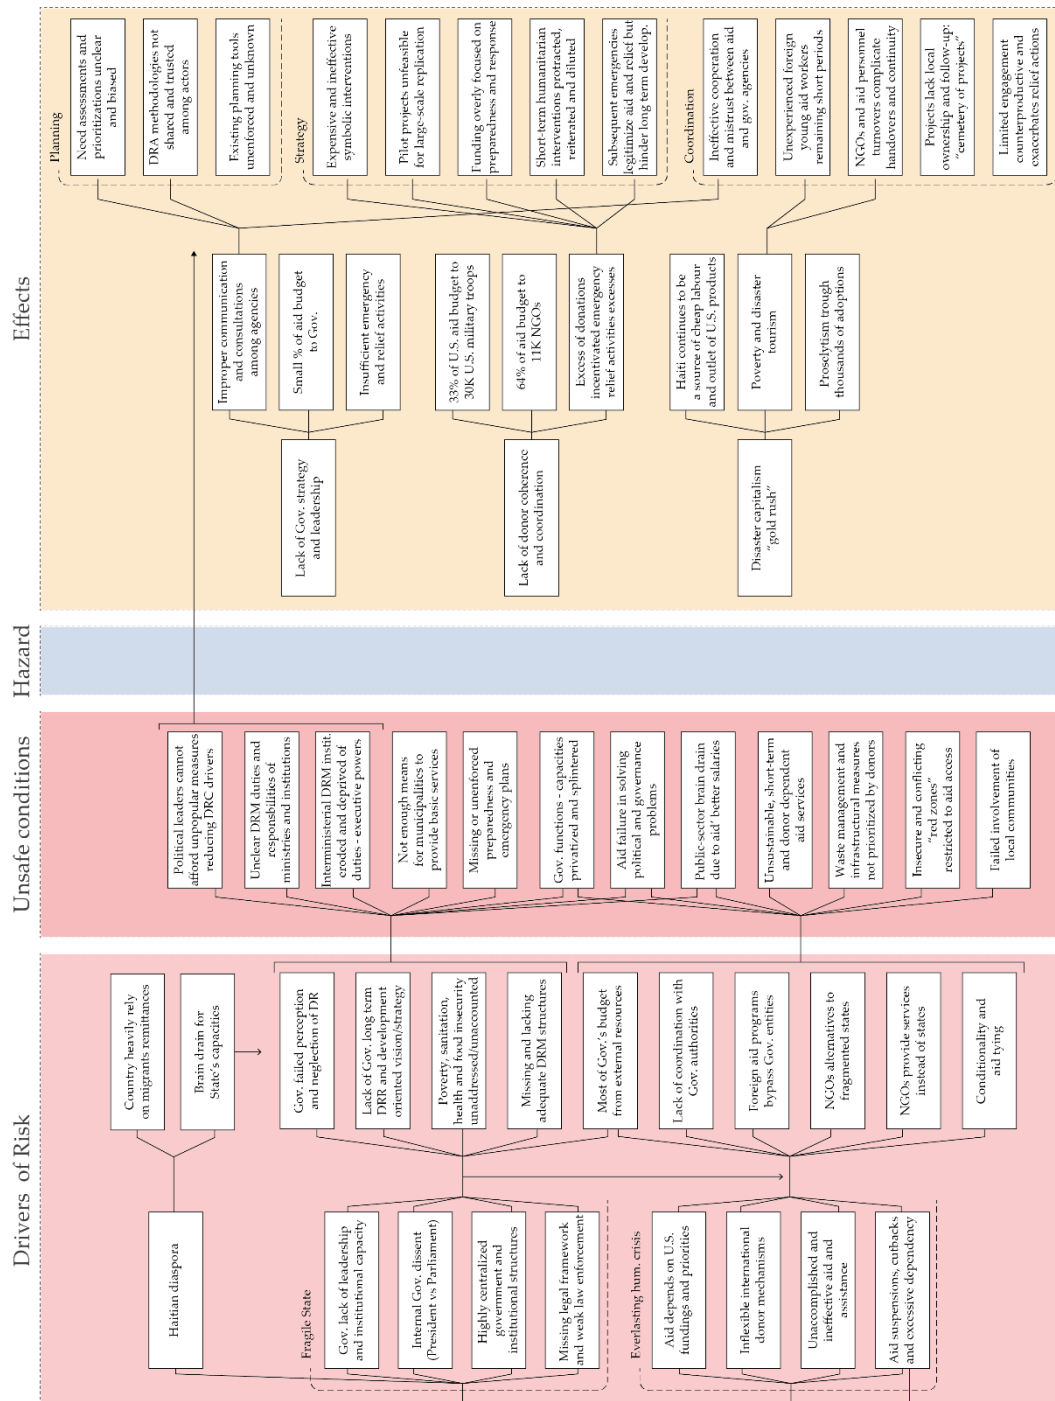 Drivers of Risk
Unsafe conditions
Hazard
Effects
Haitian diaspora
Fragile State
Gov. lack of leadership
and institutional capacity
Internal Gov. dissent
(President vs Parliament)
Highly centralized
government and
institutional structures
Missing legal framework
and weak law enforcement
Everlasting hum. crisis
Aid depends on U.S.
fundings and priorities
Inflexible international
donor mechanisms
Unaccomplished and
ineffective aid and
assistance
Aid suspensions, cutbacks
and excessive dependency
Country heavily rely
on migrants remittances
Brain drain for
State's capacities
Gov. failed perception
and neglection of DR
Lack of Gov. long term
DRR and development
oriented vision/strategy
Poverty, sanitation,
health and food insecurity
unaddressed/unaccounted
Missing and lacking
adequate DRM structures
Most of Gov.'s budget
from external resources
Lack of coordination with
Gov. authorities
Foreign aid programs
bypass Gov. entities
NGOs alternatives to
fragmented states
NGOs provide services
instead of states
Conditionality and
aid tying
Political leaders cannot
afford unpopular measures
reducing DRC drivers
Unclear DRM duties and
responsibilities of
ministries and institutions
Interministerial DRM instit.
eroded and deprived of
duties - executive powers
Not enough means
for municipalities to
provide basic services
Missing or unenforced
preparedness and
emergency plans
Gov. functions - capacities
privatized and splintered
Aid failure in solving
political and governance
problems
Public-sector brain drain
due to aid' better salaries
Unsustainable, short-term
and donor dependent
aid services
Waste management and
infrastructural measures
not prioritized by donors
Insecure and conflicting
“red zones”
restricted to aid access
Failed involvement of
local communities
Lack of Gov. strategy
and leadership
Lack of donor coherence
and coordination
Disaster capitalism
“gold rush”
Improper communication
and consultations
among agencies
Small % of aid budget
to Gov.
Insufficient emergency
and relief activities
33% of U.S. aid budget to
30K U.S. military troops
64% of aid budget to
11K NGOs
Excess of donations
incentivated emergency
relief activities excesses
Haiti continues to be
a source of cheap labour
and outlet of U.S. products
Poverty and disaster
tourism
Proselytism trough
thousands of adoptions
Planning
Need assessments and
prioritizations unclear
and biased
DRA methodologies not
shared and trusted
among actors
Existing planning tools
unenforced and unknown
Strategy
Expensive and ineffective
symbolic interventions
Pilot projects unfeasible
for large-scale replication
Funding overly focused on
preparedness and response
Short-term humanitarian
interventions protracted,
reiterated and diluted
Subsequent emergencies
legitimize aid and relief but
hinder long term develop.
Coordination
Ineffective cooperation
and mistrust between aid
and gov. agencies
Unexperienced foreign
young aid workers
remaining short periods
NGOs and aid personnel
turnovers complicate
handovers and continuity
Projects lack local
ownership and follow-up:
“cemetery of projects”
Limited engagement
counterproductive and
exacerbates relief actions